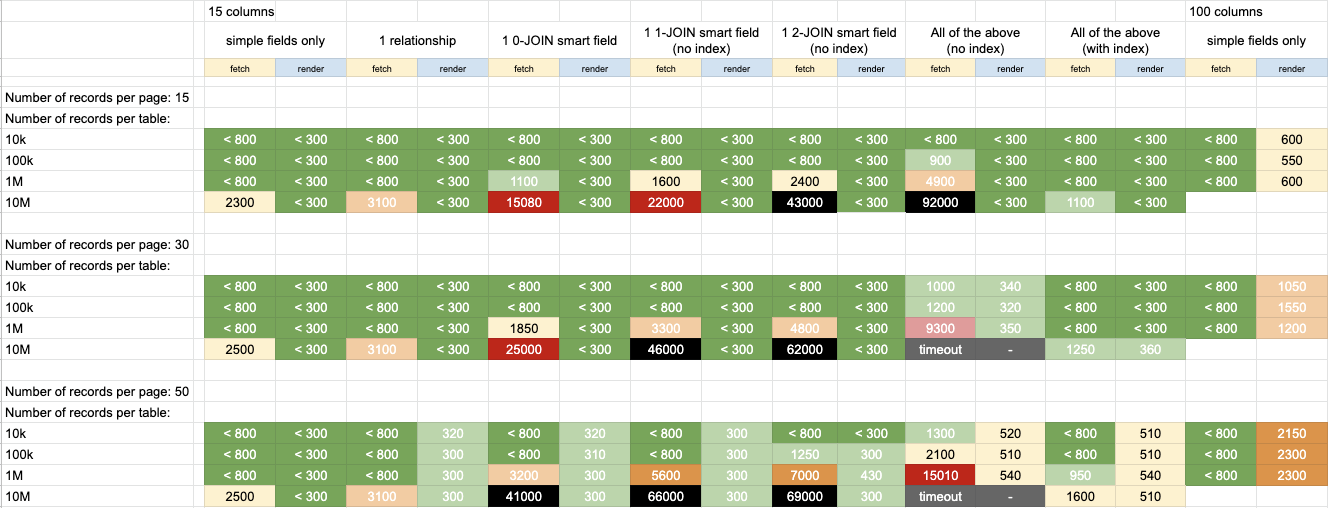 15 columns 100 columns
simple fields only 1 relationship 1 0-JOIN smart field 1 1-JOIN smart field (no index) 1 2-JOIN smart field (no index) All of the above (no index) All of the above (with index) simple fields only
fetch render fetch render fetch render fetch render fetch render fetch render fetch render fetch render
Number of records per page: 15
Number of records per table:
10k < 800 < 300 < 800 < 300 < 800 < 300 < 800 < 300 < 800 < 300 < 800 < 300 < 800 < 300 < 800 600
100k < 800 < 300 < 800 < 300 < 800 < 300 < 800 < 300 < 800 < 300 900 < 300 < 800 < 300 < 800 550
1M < 800 < 300 < 800 < 300 1100 < 300 1600 < 300 2400 < 300 4900 < 300 < 800 < 300 < 800 600
10M 2300 < 300 3100 < 300 15080 < 300 22000 < 300 43000 < 300 92000 < 300 1100 < 300
Number of records per page: 30
Number of records per table:
10k < 800 < 300 < 800 < 300 < 800 < 300 < 800 < 300 < 800 < 300 1000 340 < 800 < 300 < 800 1050
100k < 800 < 300 < 800 < 300 < 800 < 300 < 800 < 300 < 800 < 300 1200 320 < 800 < 300 < 800 1550
1M < 800 < 300 < 800 < 300 1850 < 300 3300 < 300 4800 < 300 9300 350 < 800 < 300 < 800 1200
10M 2500 < 300 3100 < 300 25000 < 300 46000 < 300 62000 < 300 timeout - 1250 360
Number of records per page: 50
Number of records per table:
10k < 800 < 300 < 800 320 < 800 320 < 800 300 < 800 < 300 1300 520 < 800 510 < 800 2150
100k < 800 < 300 < 800 300 < 800 310 < 800 300 1250 300 2100 510 < 800 510 < 800 2300
1M < 800 < 300 < 800 300 3200 300 5600 300 7000 430 15010 540 950 540 < 800 2300
10M 2500 < 300 3100 300 41000 300 66000 300 69000 300 timeout - 1600 510